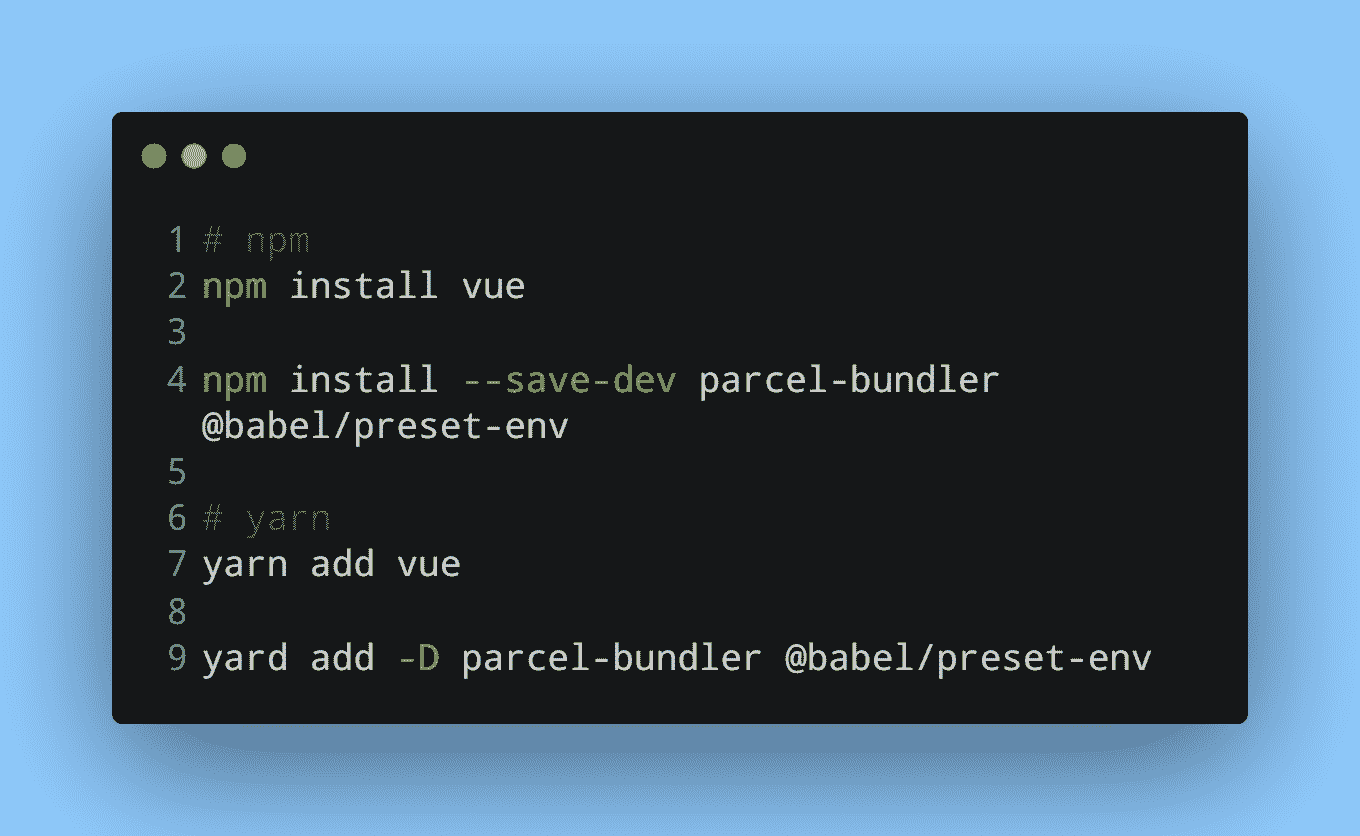 1 # npm
2 npm install vue
3
4 npm install --save-dev parcel-bundler
@babel/preset-env
5
6 # yarn
7 yarn add vue
8
9 yard add -D parcel-bundler @babel/preset-env